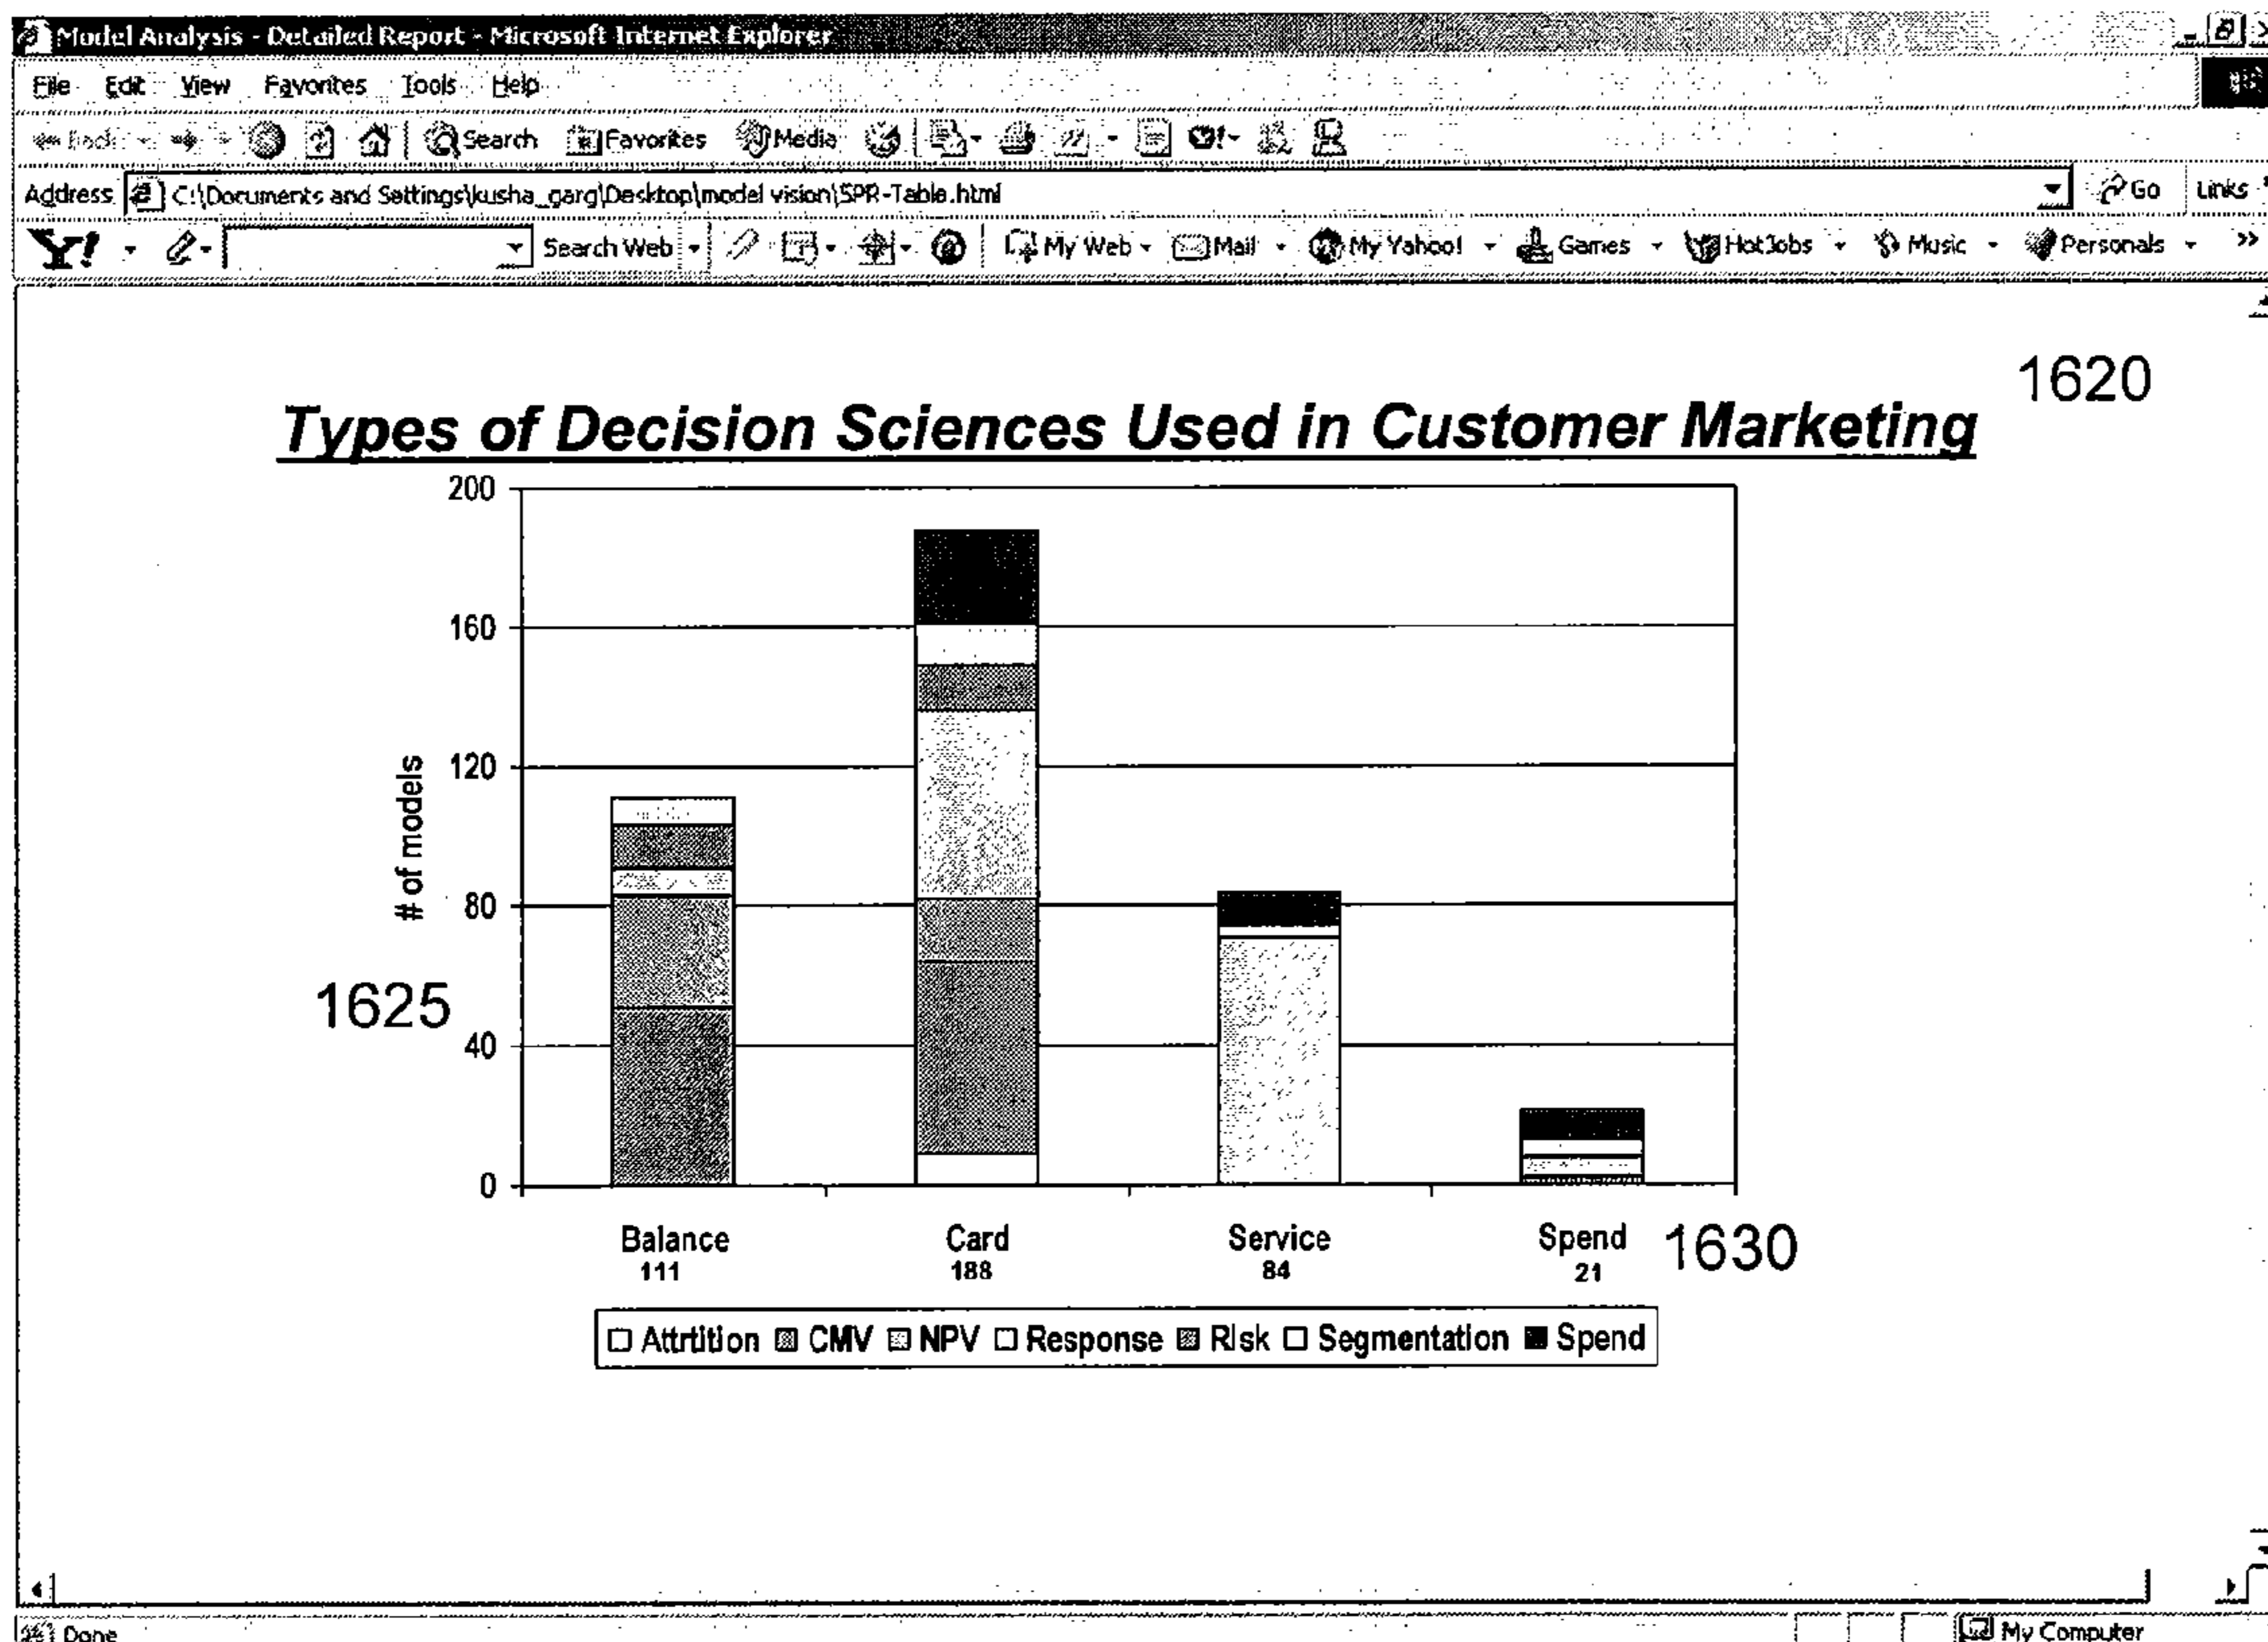 Model Analysis - Detailed Report - Microsoft Internet Explorer
File Edit View Favorites Tools Help
Back Search Favorites Media
Address C:\Documents and Settings\kusha_garg\Desktop\model vision\SPR-Table.html Go Links
Y! Search Web My Web Mail My Yahoo! Games HotJobs Music Personals »
1620
Types of Decision Sciences Used in Customer Marketing
200
160
120
80
40
0
# of models
1625
Balance Card Service Spend 1630
111 188 84 21
Attrtition CMV NPV Response Risk Segmentation Spend
Done My Computer